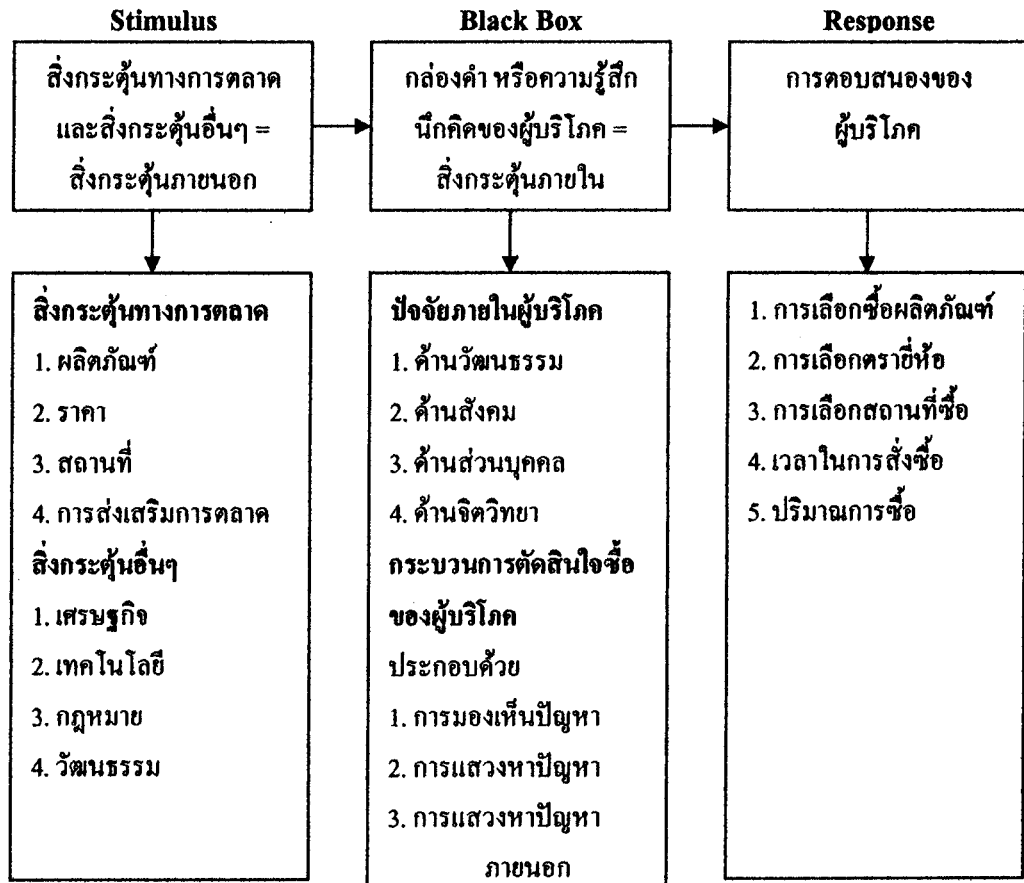 Stimulus
Black Box
Response
สิ่งกระตุ้นทางการตลาด
และสิ่งกระตุ้นอื่นๆ =
สิ่งกระตุ้นภายนอก
กล่องดำ หรือความรู้สึก
นึกคิดของผู้บริโภค =
สิ่งกระตุ้นภายใน
การตอบสนองของ
ผู้บริโภค
สิ่งกระตุ้นทางการตลาด
1. ผลิตภัณฑ์
2. ราคา
3. สถานที่
4. การส่งเสริมการตลาด
สิ่งกระตุ้นอื่นๆ
1. เศรษฐกิจ
2. เทคโนโลยี
3. กฎหมาย
4. วัฒนธรรม
ปัจจัยภายในผู้บริโภค
1. ด้านวัฒนธรรม
2. ด้านสังคม
3. ด้านส่วนบุคคล
4. ด้านจิตวิทยา
กระบวนการตัดสินใจซื้อ
ของผู้บริโภค
ประกอบด้วย
1. การมองเห็นปัญหา
2. การแสวงหาปัญหา
3. การแสวงหาปัญหา
ภายนอก
1. การเลือกซื้อผลิตภัณฑ์
2. การเลือกตรายี่ห้อ
3. การเลือกสถานที่ซื้อ
4. เวลาในการสั่งซื้อ
5. ปริมาณการซื้อ